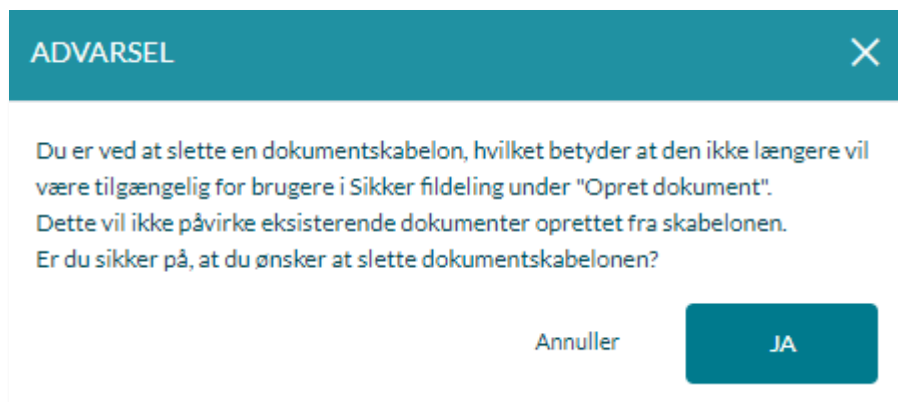 ADVARSEL
Du er ved at slette en dokumentskabelon, hvilket betyder at den ikke længere vil
være tilgængelig for brugere i Sikker fildeling under "Opret dokument".
Dette vil ikke påvirke eksisterende dokumenter oprettet fra skabelonen.
Er du sikker på, at du ønsker at slette dokumentskabelonen?
Annuller JA